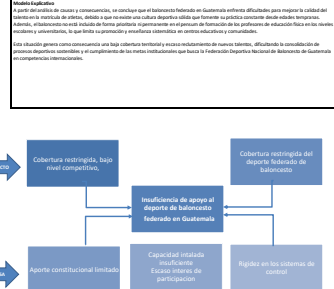 Modelo Explicativo
A partir del análisis de causas y consecuencias, se concluye que el baloncesto federado en Guatemala enfrenta dificultades para mejorar la calidad del
talento en la matrícula de atletas, debido a que no existe una cultura deportiva sólida que fomente su práctica constante desde edades tempranas.
Además, el baloncesto no está incluido de forma prioritaria ni permanente en el pensum de formación de los profesores de educación física en los niveles
escolares y universitarios, lo que limita su promoción y enseñanza sistemática en centros educativos y comunidades.
Esta situación genera como consecuencia una baja cobertura territorial y escaso reclutamiento de nuevos talentos, dificultando la consolidación de
procesos deportivos sostenibles y el cumplimiento de las metas institucionales que busca la Federación Deportiva Nacional de Baloncesto de Guatemala
en competencias internacionales.
ECTO
Cobertura restringida, bajo
nivel competitivo,
Cobertura restringida del
deporte federado de
baloncesto
Insuficiencia de apoyo al
deporte de baloncesto
federado en Guatemala
USA
Aporte constitucional limitado
Capacidad intalada
insuficiente
Escaso interes de
participacion
Rigidez en los sistemas de
control